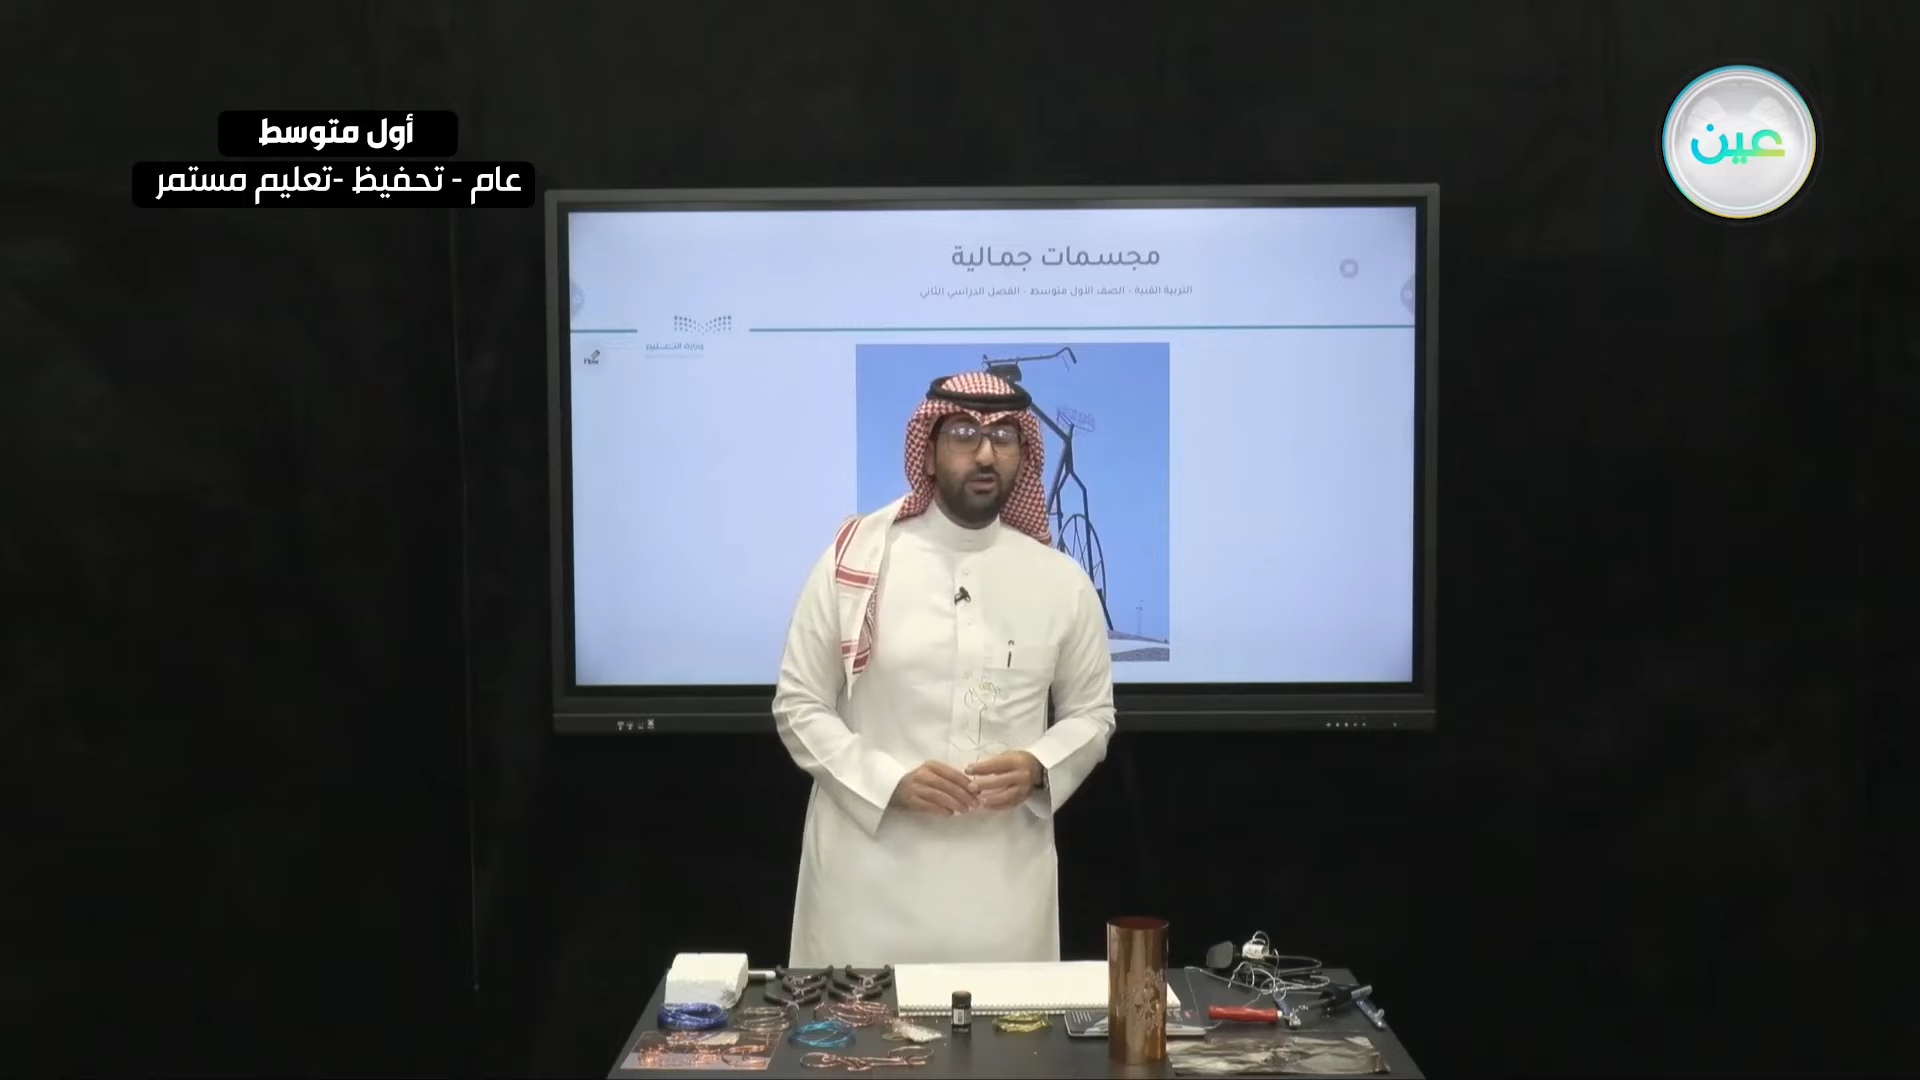 أول متوسط
عام - تحفيظ -تعليم مستمر
عين
مجسمات جمالية
التربية الفنية - الصف الأول متوسط - الفصل الدراسي الثاني
وزارة التعليم